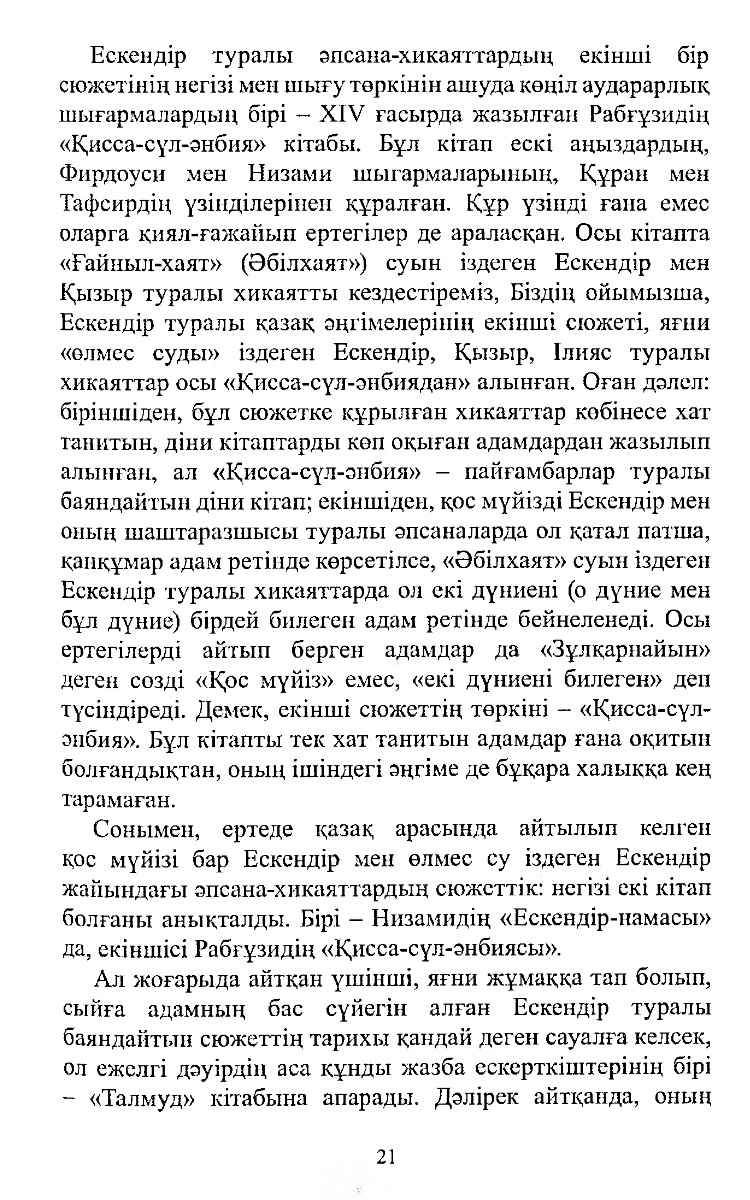 Ескендір туралы әпсана-хикаяттардың екінші бір
сюжетінің негізі мен шығу төркінін ашуда көңіл аударарлық
шығармалардың бірі – XIV ғасырда жазылған Рабғұзидің
«Қисса-сүл-әнбия» кітабы. Бұл кітап ескі аңыздардың,
Фирдоуси мен Низами шығармаларының, Құран мен
Тафсирдің үзінділерінен құралған. Құр үзінді ғана емес
оларга қиял-ғажайып ертегілер де араласқан. Осы кітапта
«Ғайныл-хаят» (Әбілхаят») суын іздеген Ескендір мен
Қызыр туралы хикаятты кездестіреміз, Біздің ойымызша,
Ескендір туралы қазақ әңгімелерінің екінші сюжеті, яғни
«өлмес суды» іздеген Ескендір, Қызыр, Ілияс туралы
хикаяттар осы «Қисса-сүл-әнбиядан» алынған. Оған дәлел:
біріншіден, бұл сюжетке құрылған хикаяттар көбінесе хат
танитын, діни кітаптарды көп оқыған адамдардан жазылып
алынған, ал «Қисса-сүл-әнбия» – пайғамбарлар туралы
баяндайтын діни кітап; екіншіден, қос мүйізді Ескендір мен
оның шаштаразшысы туралы әпсаналарда ол қатал патша,
қанқұмар адам ретінде көрсетілсе, «Әбілхаят» суын іздеген
Ескендір туралы хикаяттарда ол екі дүниені (о дүние мен
бұл дүние) бірдей билеген адам ретінде бейнеленеді. Осы
ертегілерді айтып берген адамдар да «Зұлқарнайын»
деген созді «Қос мүйіз» емес, «екі дүниені билеген» деп
түсіндіреді. Демек, екінші сюжеттің төркіні – «Қисса-сүл-
әнбия». Бұл кітапты тек хат танитын адамдар ғана оқитын
болғандықтан, оның ішіндегі әңгіме де бұқара халыққа кең
тарамаған.
Сонымен, ертеде қазақ арасында айтылып келген
қос мүйізі бар Ескендір мен өлмес су іздеген Ескендір
жайындағы әпсана-хикаяттардың сюжеттік: негізі екі кітап
болғаны анықталды. Бірі – Низамидің «Ескендір-намасы»
да, екіншісі Рабғұзидің «Қисса-сүл-әнбиясы».
Ал жоғарыда айтқан үшінші, яғни жұмаққа тап болып,
сыйға адамның бас сүйегін алған Ескендір туралы
баяндайтын сюжеттің тарихы қандай деген сауалға келсек,
ол ежелгі дәуірдің аса құнды жазба ескерткіштерінің бірі
– «Талмуд» кітабына апарады. Дәлірек айтқанда, оның
21